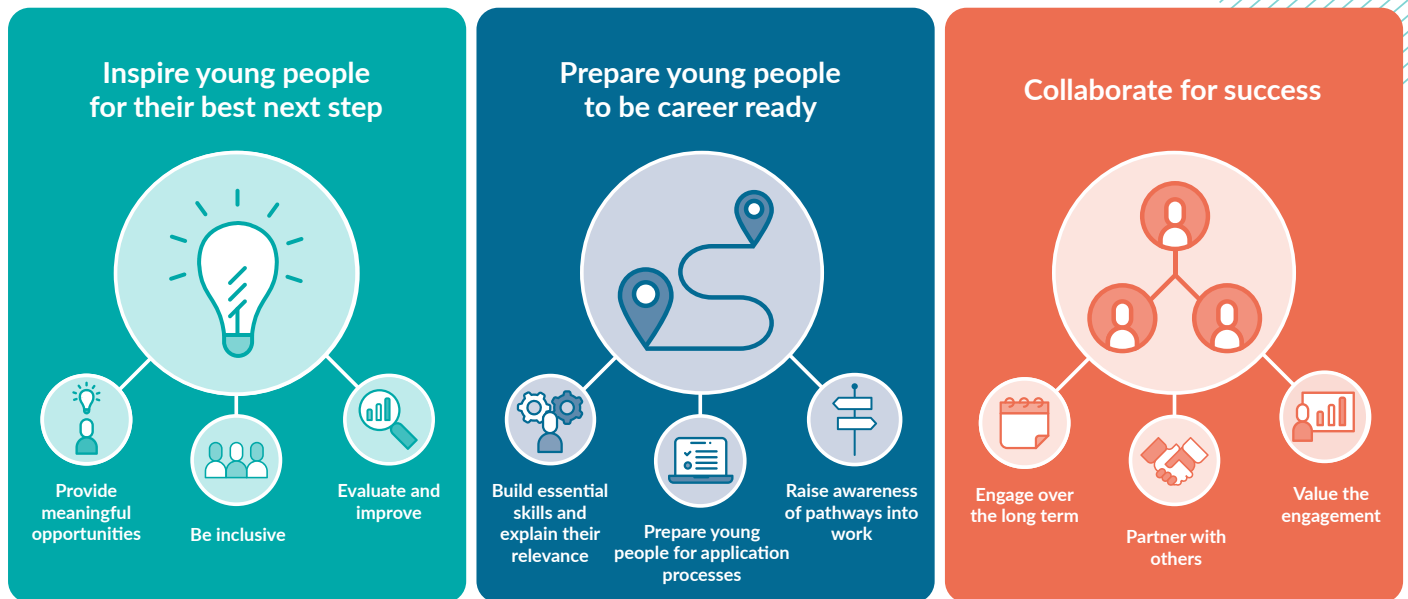 Inspire young people
for their best next step
Provide
meaningful
opportunities
Be inclusive
Evaluate and
improve
Prepare young people
to be career ready
Build essential
skills and
explain their
relevance
Prepare young
people for application
processes
Raise awareness
of pathways into
work
Collaborate for success
Engage over
the long term
Partner with
others
Value the
engagement